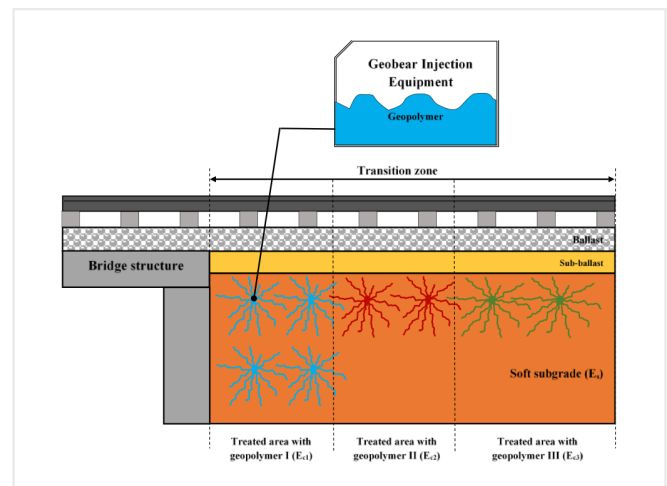 Geobear Injection
Equipment
Geopolymer
Transition zone
Ballast
Bridge structure
Sub-ballast
Soft subgrade (Es)
Treated area with
geopolymer I (Ec1)
Treated area with
geopolymer II (Ec2)
Treated area with
geopolymer III (Ec3)